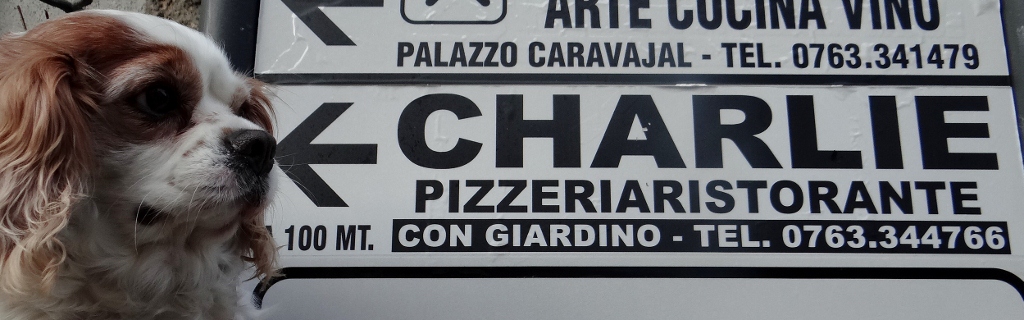 ARTE CUCINA VINO
PALAZZO CARAVAJAL - TEL. 0763.341479
CHARLIE
PIZZERIARISTORANTE
100 MT. CON GIARDINO - TEL. 0763.344766